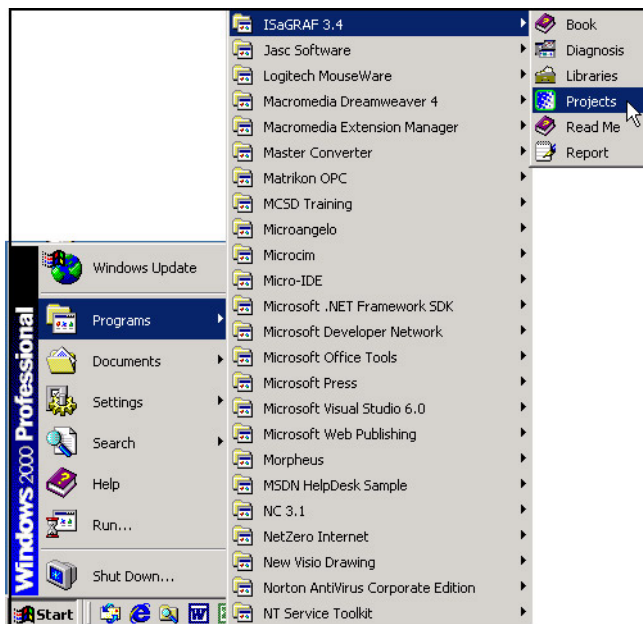 ISaGRAF 3.4
Jasc Software
Logitech MouseWare
Macromedia Dreamweaver 4
Macromedia Extension Manager
Master Converter
Matrikon OPC
MCSD Training
Microangelo
Microcim
Micro-IDE
Microsoft .NET Framework SDK
Microsoft Developer Network
Microsoft Office Tools
Microsoft Press
Microsoft Visual Studio 6.0
Microsoft Web Publishing
Morpheus
MSDN HelpDesk Sample
NC 3.1
NetZero Internet
New Visio Drawing
Norton AntiVirus Corporate Edition
NT Service Toolkit
Book
Diagnosis
Libraries
Projects
Read Me
Report
Windows Update
Programs
Documents
Settings
Search
Help
Run...
Shut Down...
Windows 2000 Professional
Start